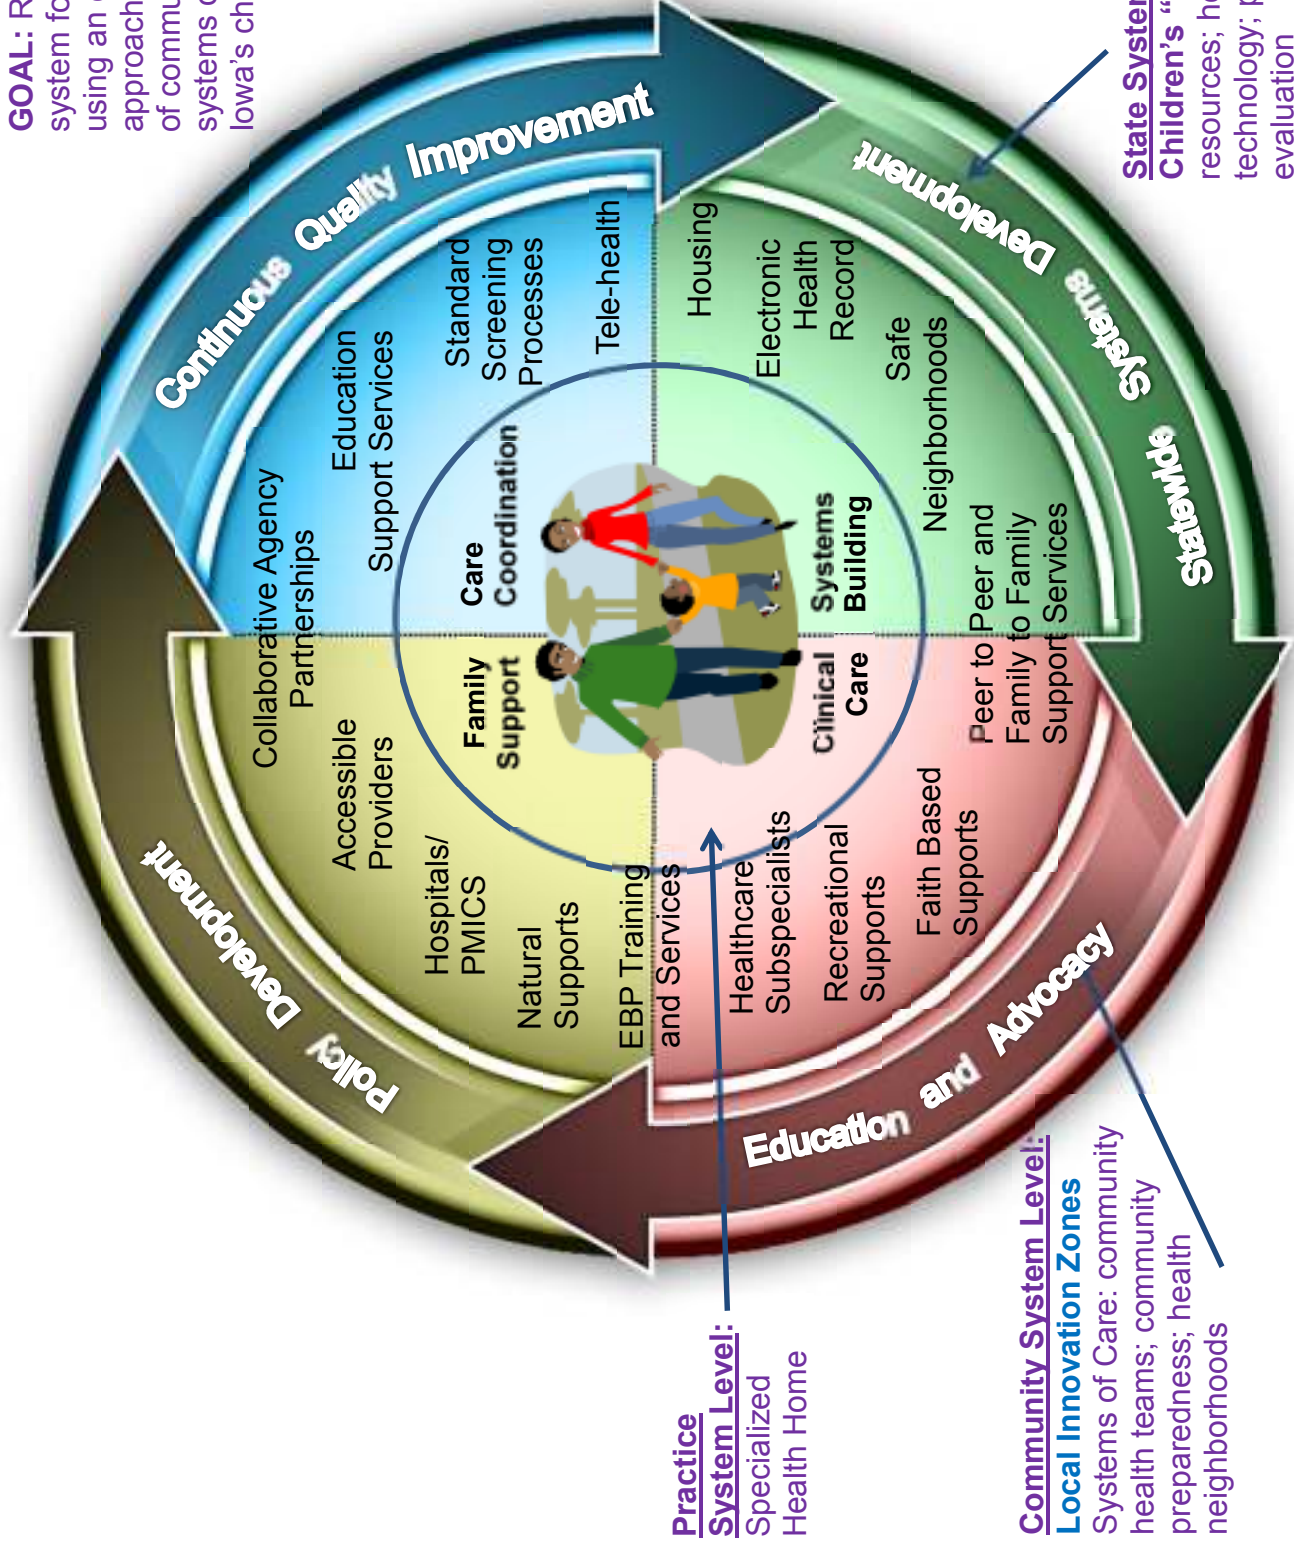 GOAL: R
system fo
using an
approach
of commu
systems o
Iowa's ch
Policy Development
Continuous Quality Improvement
Collaborative Agency
Partnerships
Accessible
Providers
Education
Support Services
Hospitals/
PMICS
Standard
Screening
Processes
Natural
Supports
Tele-health
EBP Training
and Services
Family
Support
Care
Coordination
Clinical
Care
Systems
Building
Housing
Healthcare
Subspecialists
Electronic
Health
Record
Recreational
Supports
Safe
Neighborhoods
Faith Based
Supports
Peer to Peer and
Family to Family
Support Services
Education and Advocacy
Statewide Systems Development
Practice
System Level:
Specialized
Health Home
Community System Level:
Local Innovation Zones
Systems of Care: community
health teams; community
preparedness; health
neighborhoods
State System
Children's “
resources; he
technology; p
evaluation